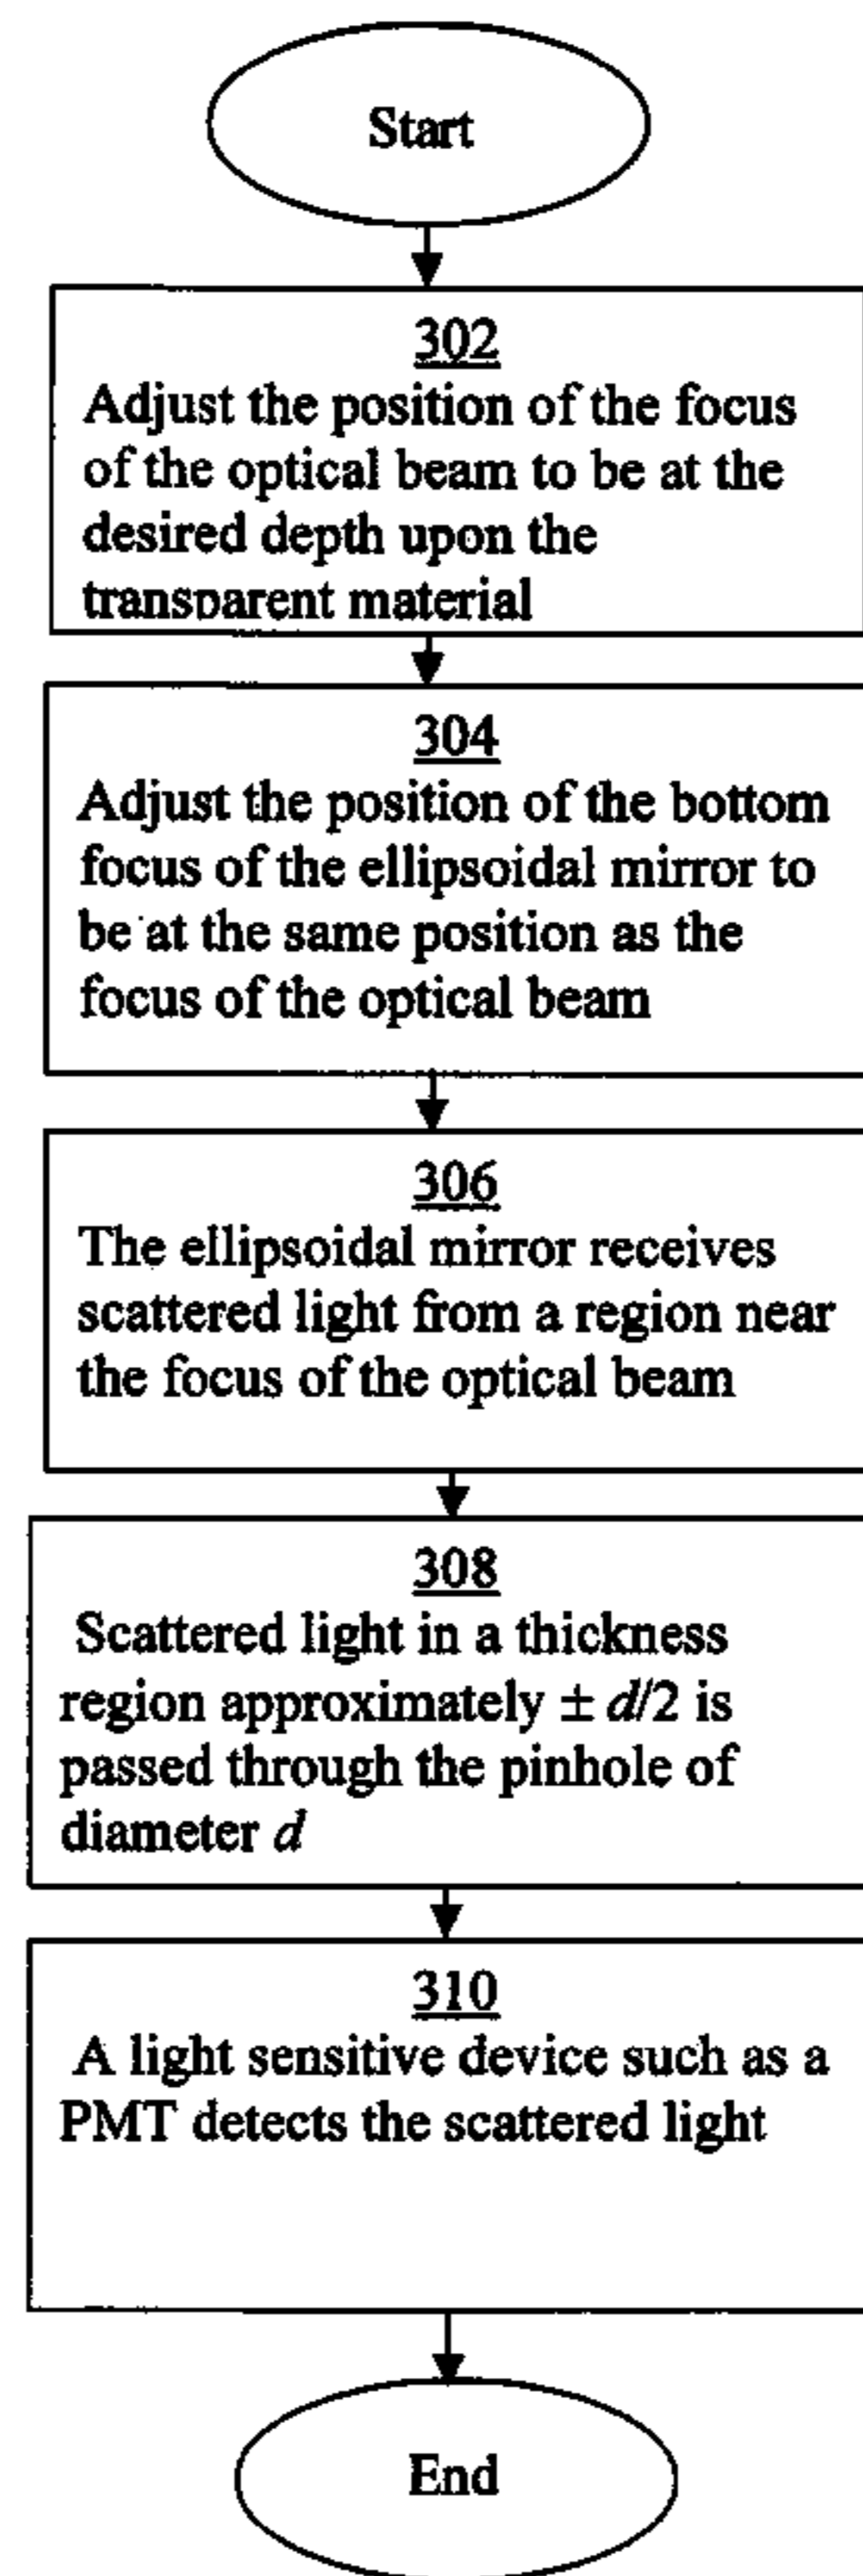 Start
302
Adjust the position of the focus
of the optical beam to be at the
desired depth upon the
transparent material
304
Adjust the position of the bottom
focus of the ellipsoidal mirror to
be at the same position as the
focus of the optical beam
306
The ellipsoidal mirror receives
scattered light from a region near
the focus of the optical beam
308
Scattered light in a thickness
region approximately ± d/2 is
passed through the pinhole of
diameter d
310
A light sensitive device such as a
PMT detects the scattered light
End